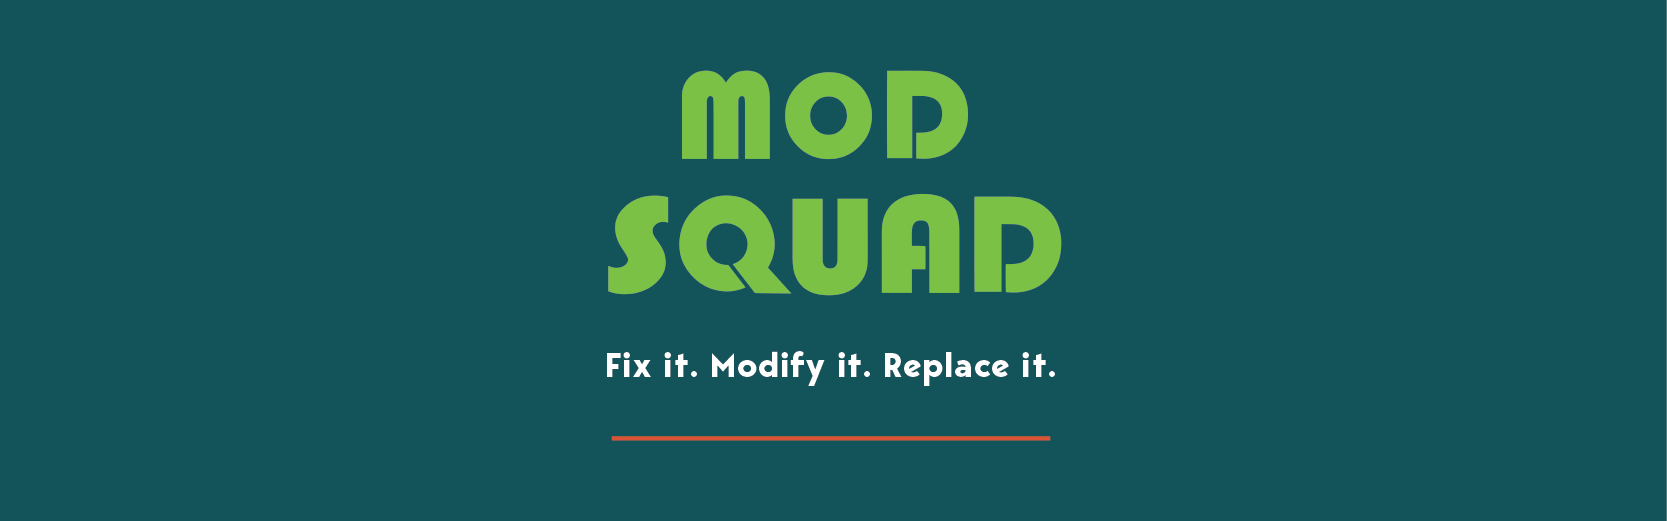 MOD
SQUAD
Fix it. Modify it. Replace it.